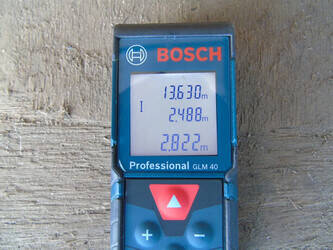 BOSCH
13.630m
2.488m
2.822m
Professional GLM 40
+ −